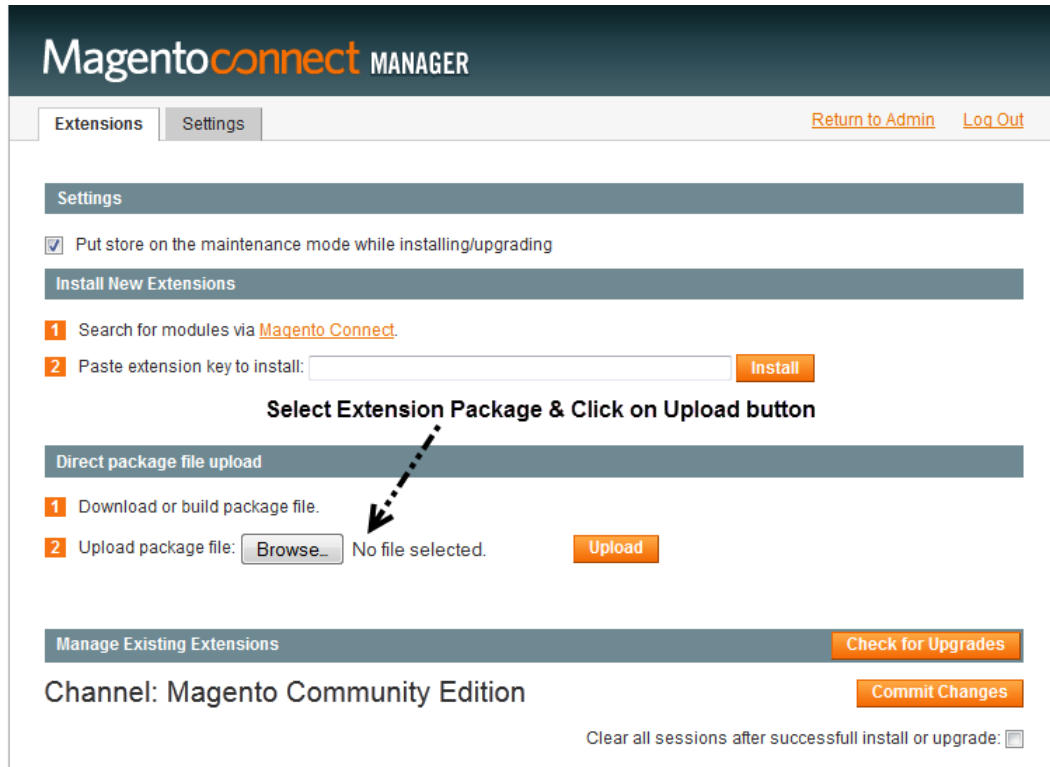 Magentoconnect MANAGER
Extensions Settings Return to Admin Log Out
Settings
Put store on the maintenance mode while installing/upgrading
Install New Extensions
1 Search for modules via Magento Connect.
2 Paste extension key to install: Install
Select Extension Package & Click on Upload button
Direct package file upload
1 Download or build package file.
2 Upload package file: Browse... No file selected. Upload
Manage Existing Extensions Check for Upgrades
Channel: Magento Community Edition Commit Changes
Clear all sessions after successfull install or upgrade: